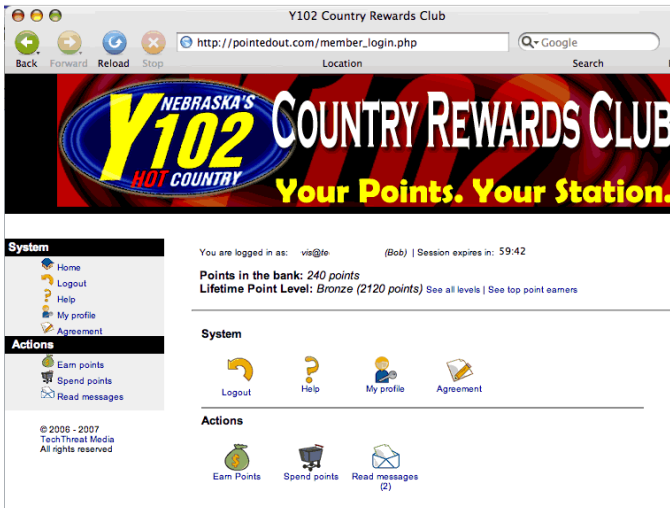 Y102 Country Rewards Club
http://pointedout.com/member_login.php
Google
Back Forward Reload Stop Location Search
NEBRASKA'S
Y102
HOT COUNTRY
COUNTRY REWARDS CLUB
Your Points. Your Station.
System
Home
Logout
Help
My profile
Agreement
Actions
Earn points
Spend points
Read messages
© 2006 - 2007
TechThreat Media
All rights reserved
You are logged in as: vis@te (Bob) | Session expires in: 59:42
Points in the bank: 240 points
Lifetime Point Level: Bronze (2120 points) See all levels | See top point earners
System
Logout Help My profile Agreement
Actions
Earn Points Spend points Read messages
(2)